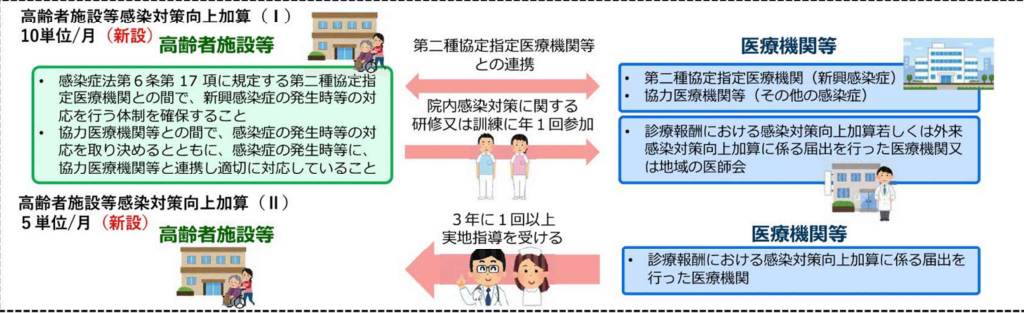 高齢者施設等感染対策向上加算（Ⅰ）
10単位/月（新設）
高齢者施設等
• 感染症法第６条第 17 項に規定する第二種協定指
定医療機関との間で、新興感染症の発生時等の対
応を行う体制を確保すること
• 協力医療機関等との間で、感染症の発生時等の対
応を取り決めるとともに、感染症の発生時等に、
協力医療機関等と連携し適切に対応していること
第二種協定指定医療機関等
との連携
院内感染対策に関する
研修又は訓練に年１回参加
医療機関等
• 第二種協定指定医療機関（新興感染症）
• 協力医療機関等（その他の感染症）
• 診療報酬における感染対策向上加算若しくは外来
感染対策向上加算に係る届出を行った医療機関又
は地域の医師会
高齢者施設等感染対策向上加算（Ⅱ）
５単位/月（新設）
高齢者施設等
３年に１回以上
実地指導を受ける
医療機関等
• 診療報酬における感染対策向上加算に係る届出を
行った医療機関